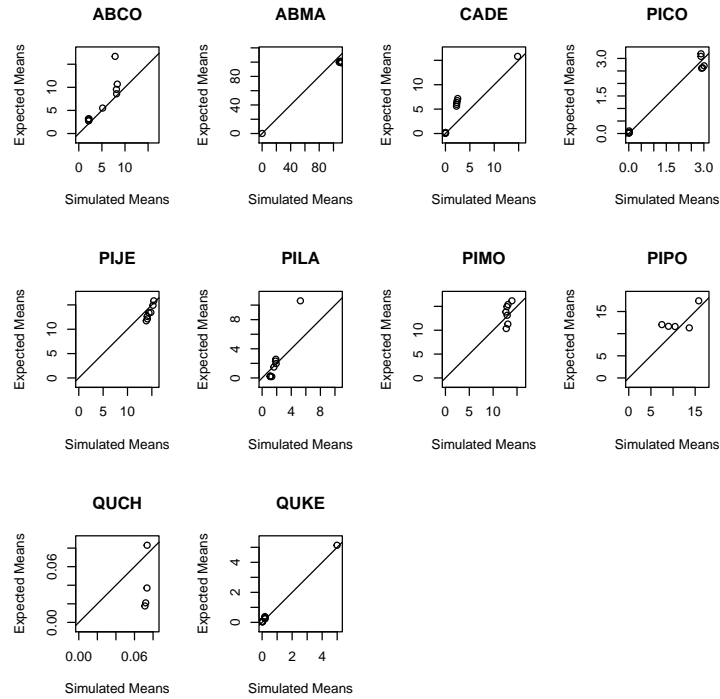 ABCO
ABMA
CADE
PICO
Expected Means
0 5 10
0 5 10
Simulated Means
Expected Means
0 40 80
0 40 80
Simulated Means
Expected Means
0 5 10
0 5 10
Simulated Means
Expected Means
0.0 1.5 3.0
0.0 1.5 3.0
Simulated Means
PIJE
PILA
PIMO
PIPO
Expected Means
0 5 10
0 10
Simulated Means
Expected Means
0 4 8
0 4 8
Simulated Means
Expected Means
0 5 10
0 10
Simulated Means
Expected Means
0 5 15
0 5 15
Simulated Means
QUCH
QUKE
Expected Means
0.00 0.06
0.00 0.06
Simulated Means
Expected Means
0 2 4
0 2 4
Simulated Means